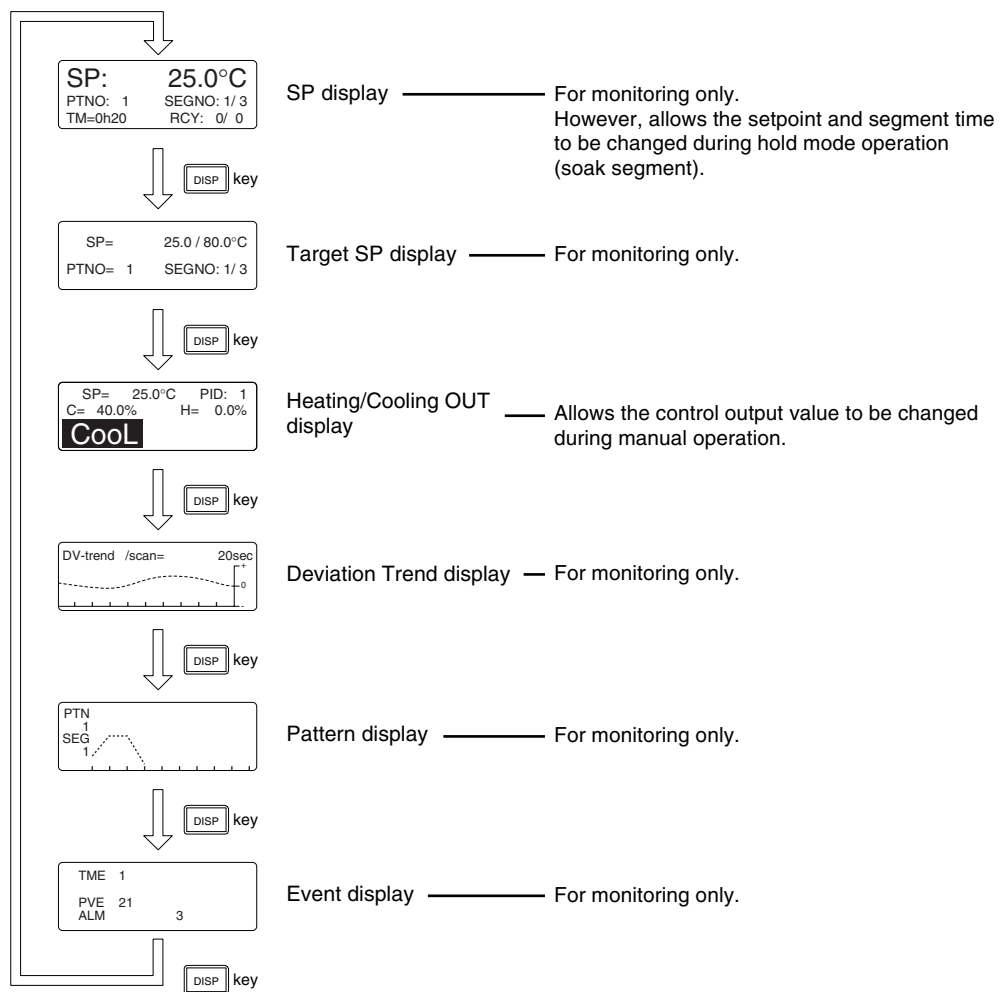 SP: 25.0°C
PTNO: 1 SEGNO: 1/ 3
TM=0h20 RCY: 0/ 0
SP display
For monitoring only.
However, allows the setpoint and segment time
to be changed during hold mode operation
(soak segment).
DISP key
SP= 25.0 / 80.0°C
PTNO= 1 SEGNO: 1/ 3
Target SP display
For monitoring only.
DISP key
SP= 25.0°C PID: 1
C= 40.0% H= 0.0%
CooL
Heating/Cooling OUT
display
Allows the control output value to be changed
during manual operation.
DISP key
DV-trend /scan= 20sec
+
0
-
Deviation Trend display
For monitoring only.
DISP key
PTN
1
SEG
1
Pattern display
For monitoring only.
DISP key
TME 1
PVE 21
ALM 3
Event display
For monitoring only.
DISP key